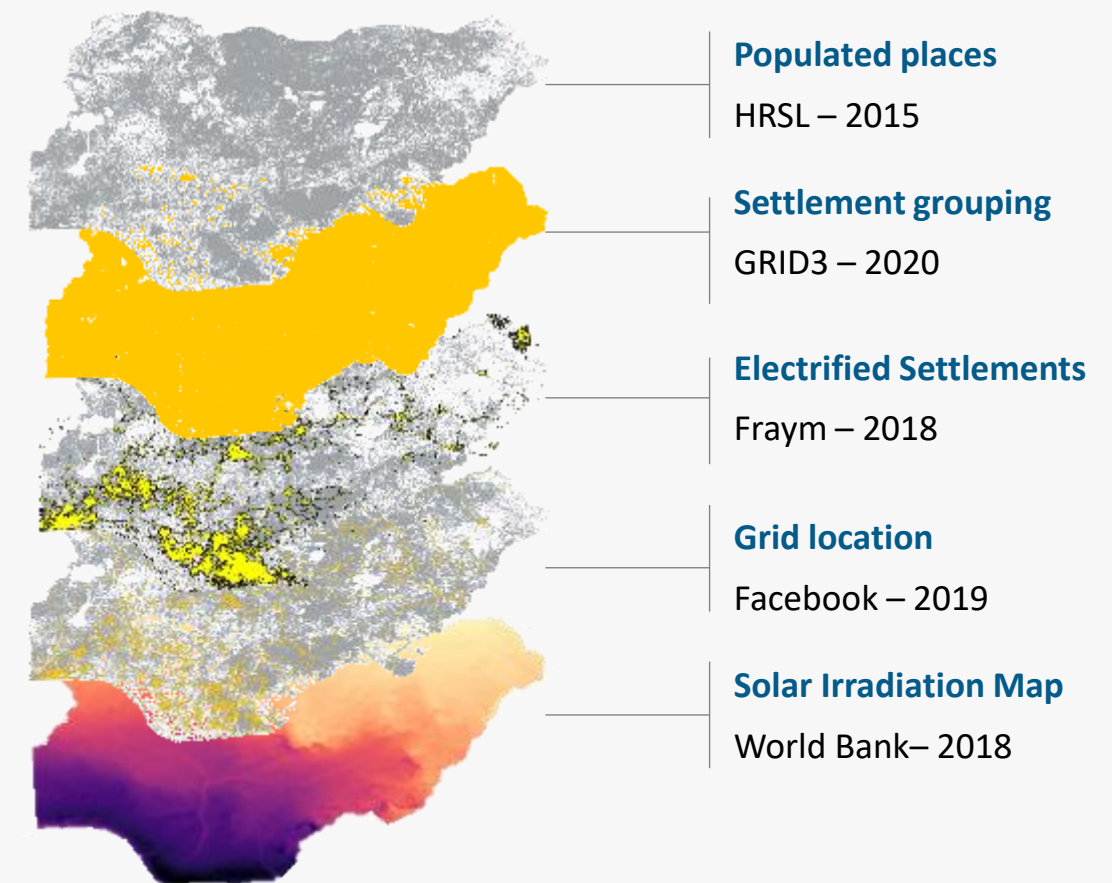 Populated places
HRSL – 2015
Settlement grouping
GRID3 – 2020
Electrified Settlements
Fraym – 2018
Grid location
Facebook – 2019
Solar Irradiation Map
World Bank– 2018